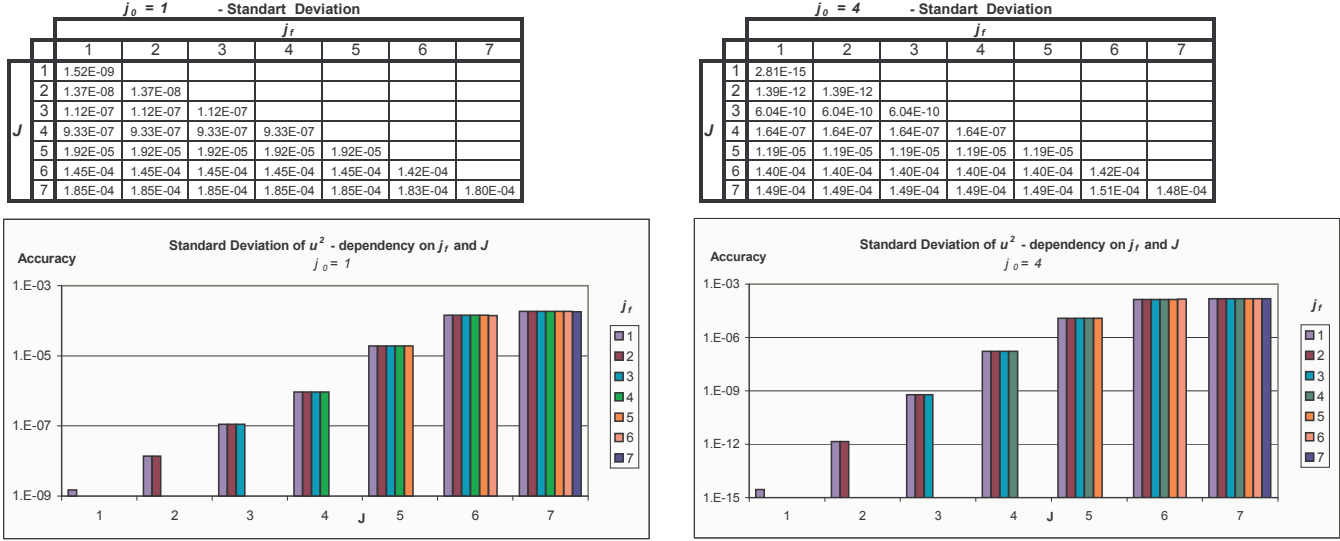 j0 = 1 - Standart Deviation
jf
1 2 3 4 5 6 7
1 1.52E-09
2 1.37E-08 1.37E-08
3 1.12E-07 1.12E-07 1.12E-07
J 4 9.33E-07 9.33E-07 9.33E-07 9.33E-07
5 1.92E-05 1.92E-05 1.92E-05 1.92E-05 1.92E-05
6 1.45E-04 1.45E-04 1.45E-04 1.45E-04 1.45E-04 1.42E-04
7 1.85E-04 1.85E-04 1.85E-04 1.85E-04 1.85E-04 1.83E-04 1.80E-04
Standard Deviation of u² - dependency on jf and J
j0 = 1
Accuracy
1.E-03
1.E-05
1.E-07
1.E-09
1 2 3 4 J 5 6 7
jf
1
2
3
4
5
6
7
j0 = 4 - Standart Deviation
jf
1 2 3 4 5 6 7
1 2.81E-15
2 1.39E-12 1.39E-12
3 6.04E-10 6.04E-10 6.04E-10
J 4 1.64E-07 1.64E-07 1.64E-07 1.64E-07
5 1.19E-05 1.19E-05 1.19E-05 1.19E-05 1.19E-05
6 1.40E-04 1.40E-04 1.40E-04 1.40E-04 1.40E-04 1.42E-04
7 1.49E-04 1.49E-04 1.49E-04 1.49E-04 1.49E-04 1.51E-04 1.48E-04
Standard Deviation of u² - dependency on jf and J
j0 = 4
Accuracy
1.E-03
1.E-06
1.E-09
1.E-12
1.E-15
1 2 3 4 J 5 6 7
jf
1
2
3
4
5
6
7